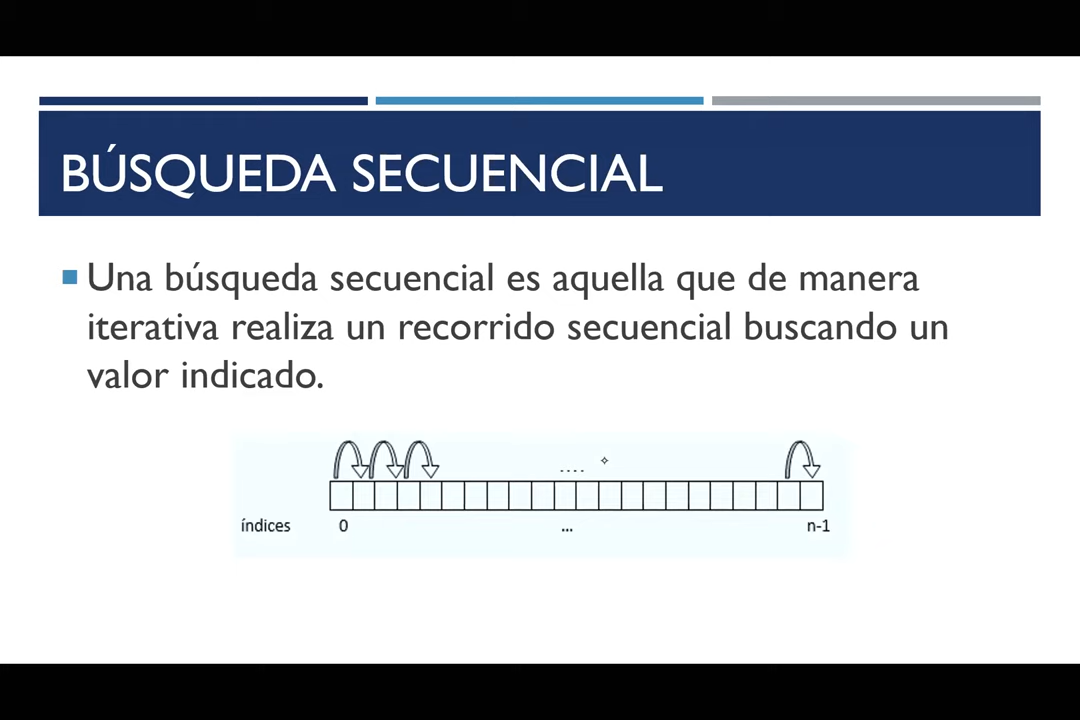 BÚSQUEDA SECUENCIAL
Una búsqueda secuencial es aquella que de manera
iterativa realiza un recorrido secuencial buscando un
valor indicado.
....
índices 0 ... n-1